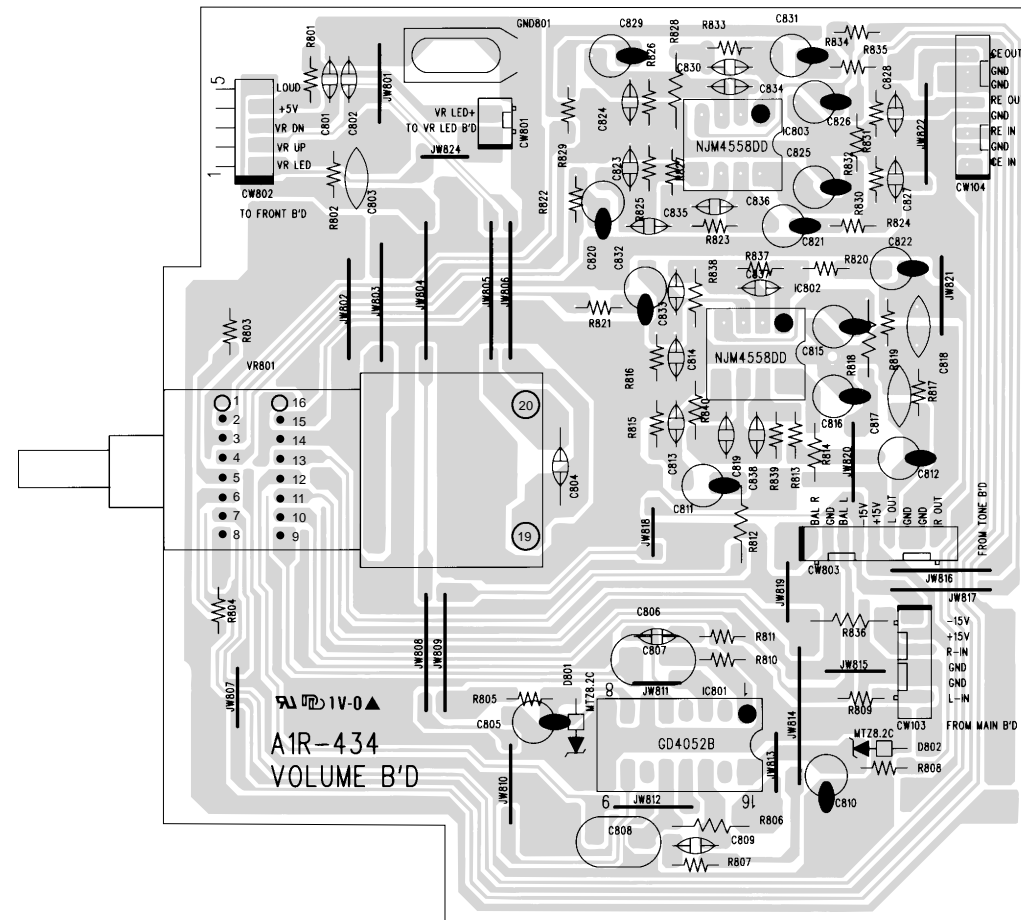 GND801
C829
R828
R833
C831
R834
R835
R801
R826
C830
C828
CE OUT
GND
GND
RE OUT
GND
RE IN
GND
CE IN
CW104
5
LOUD
+5V
VR DN
VR UP
VR LED
1
CW802
TO FRONT B'D
C801
C802
JW801
VR LED+
TO VR LED B'D
CW801
JW824
R802
C803
C834
C824
IC803
NJM4558DD
C826
C825
R831
JW822
R829
C823
R827
R832
C827
R822
R825
C835
C836
R830
R824
R823
C821
C820
C832
C822
R837
C837
R820
R838
IC802
JW821
JW802
JW803
JW804
JW805
JW806
R803
VR801
R821
C833
NJM4558DD
C815
R818
R819
C818
R816
C814
R817
R815
R840
C816
C817
1
2
3
4
5
6
7
8
16
15
14
13
12
11
10
9
20
19
C804
C813
C819
C838
R839
R813
R814
JW820
C812
C811
R812
JW818
BAL R
GND
BAL L
-15V
+15V
L OUT
GND
GND
R OUT
FROM TONE B'D
CW803
JW816
JW817
JW819
R804
JW808
JW809
C806
C807
R811
R810
R836
-15V
+15V
R-IN
GND
GND
L-IN
CW103
FROM MAIN B'D
JW815
R809
JW807
D801
MTZ8.2C
R805
C805
JW811
IC801
1
8
GD4052B
JW814
JW813
MTZ8.2C
D802
R808
1V-0
A1R-434
VOLUME B'D
JW810
9
JW812
16
C810
C808
R806
C809
R807